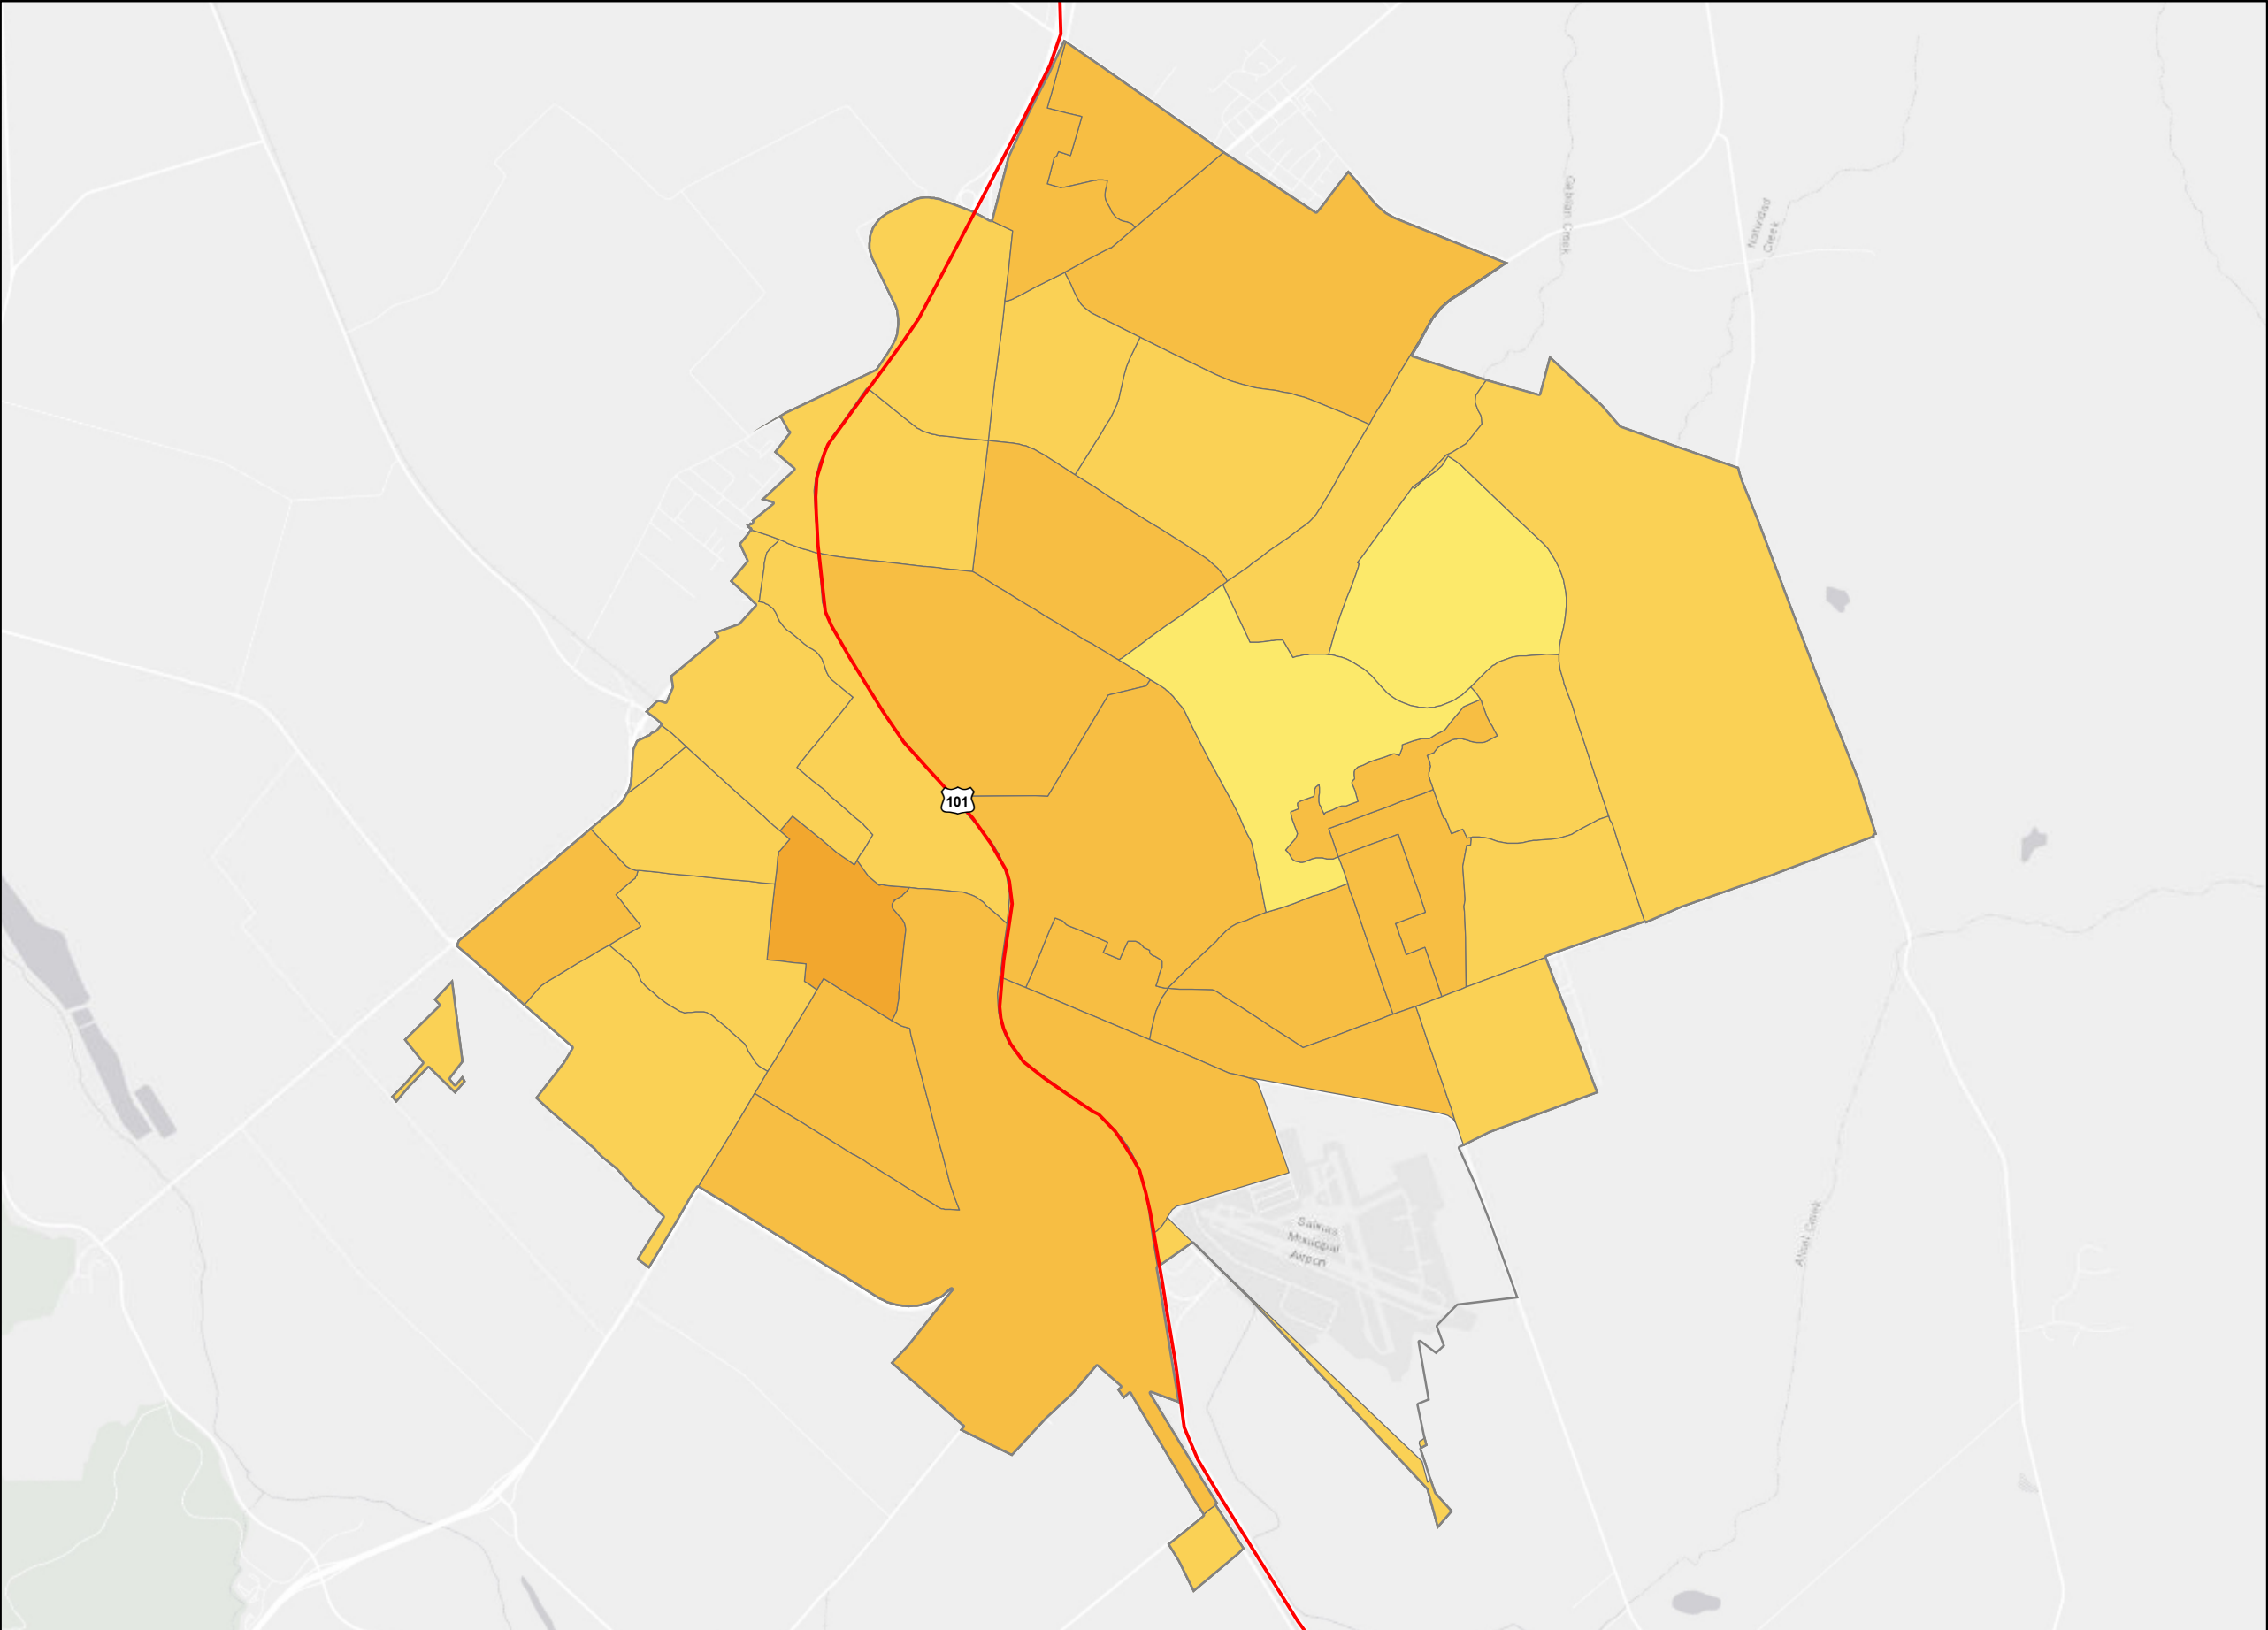 Gabilan Creek
Natividad
Creek
101
Salinas
Municipal
Airport
Alisal Creek